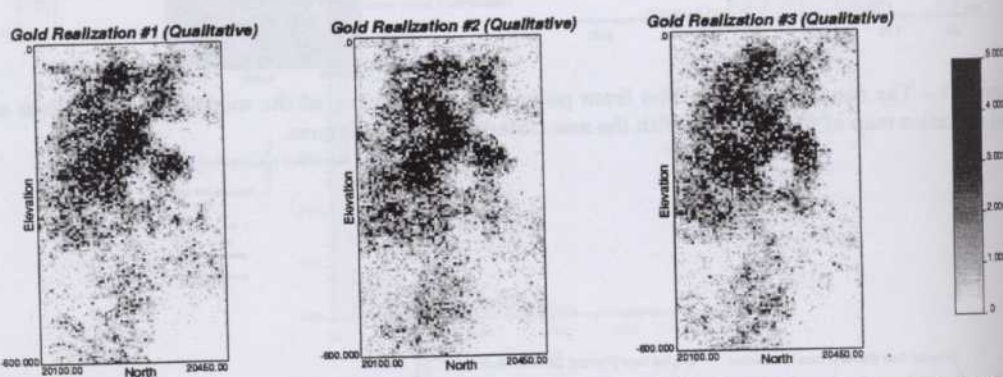 Gold Realization #1 (Qualitative)
.0
Elevation
-600.000
20100.00
North
20450.00
Gold Realization #2 (Qualitative)
.0
Elevation
-600.000
20100.00
North
20450.00
Gold Realization #3 (Qualitative)
.0
Elevation
-600.000
20100.00
North
20450.00
5.000
3.000
2.000
1.000
.0